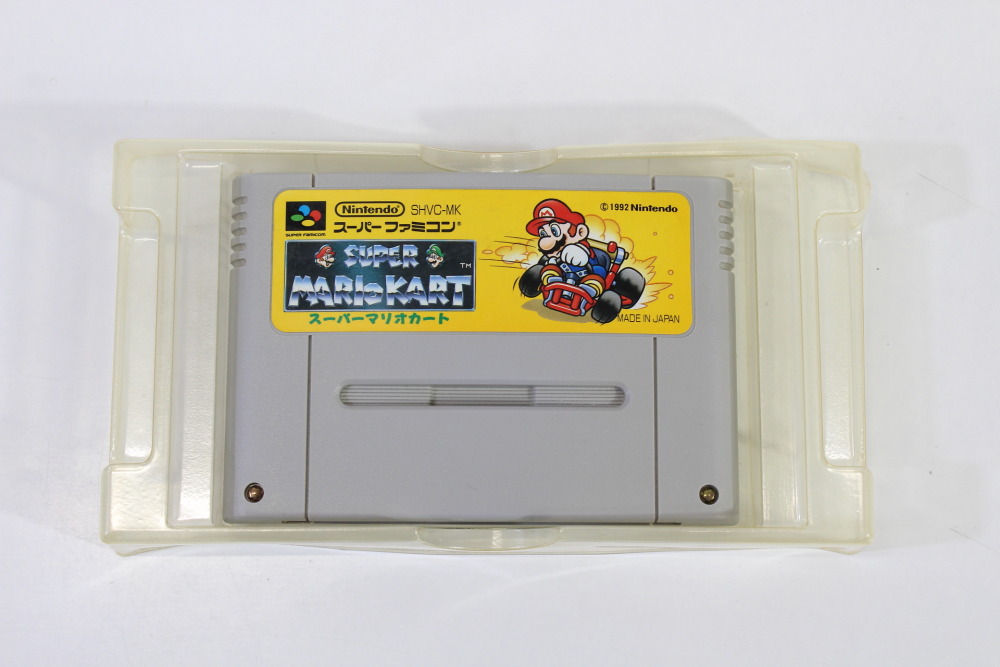 Nintendo SHVC-MK
©1992 Nintendo
SUPER FAMICOM
スーパーファミコン®
SUPER
MARIO KART TM
スーパーマリオカート
MADE IN JAPAN